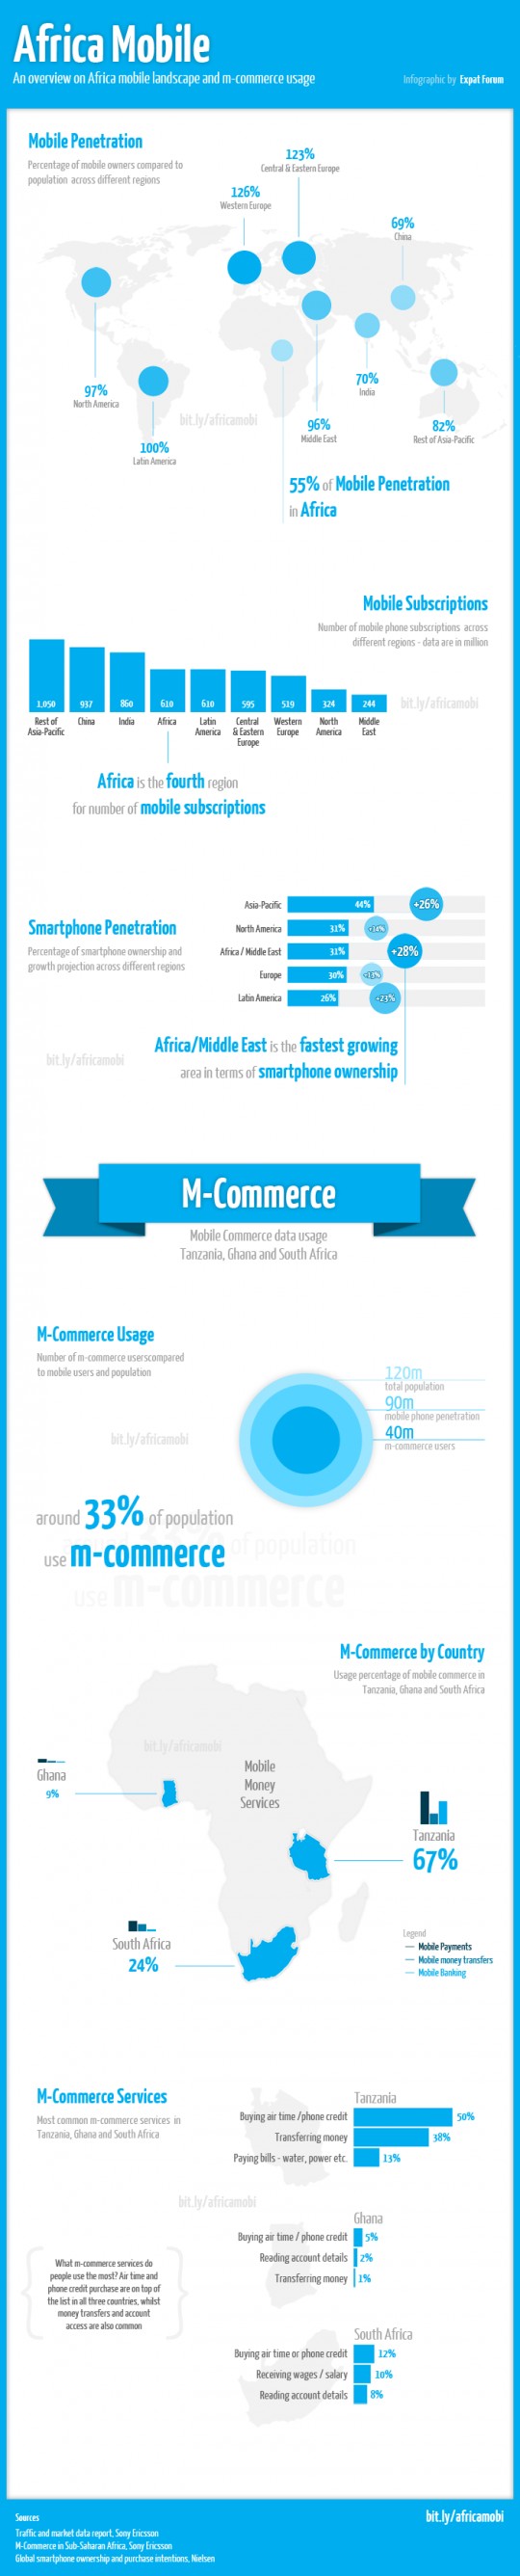 Africa Mobile
An overview on Africa mobile landscape and m-commerce usage
Infographic by Expat Forum
Mobile Penetration
Percentage of mobile owners compared to
population across different regions
123%
Central & Eastern Europe
126%
Western Europe
69%
China
97%
North America
100%
Latin America
bit.ly/africamobi
96%
Middle East
70%
India
82%
Rest of Asia-Pacific
55% of Mobile Penetration
in Africa
Mobile Subscriptions
Number of mobile phone subscriptions across
different regions - data are in million
1,050 937 860 610 610 595 519 324 244
bit.ly/africamobi
Rest of Asia-Pacific
China
India
Africa
Latin America
Central & Eastern Europe
Western Europe
North America
Middle East
Africa is the fourth region
for number of mobile subscriptions
Smartphone Penetration
Percentage of smartphone ownership and
growth projection across different regions
Asia-Pacific 44% +26%
North America 31%
Africa / Middle East 31% +28%
Europe 30%
Latin America 26% +23%
Africa/Middle East is the fastest growing
area in terms of smartphone ownership
bit.ly/africamobi
M-Commerce
Mobile Commerce data usage
Tanzania, Ghana and South Africa
M-Commerce Usage
Number of m-commerce userscompared
to mobile users and population
120m
total population
90m
mobile phone penetration
40m
m-commerce users
bit.ly/africamobi
around 33% of population
use m-commerce
of population
use m-commerce
M-Commerce by Country
Usage percentage of mobile commerce in
Tanzania, Ghana and South Africa
bit.ly/africamobi
Mobile
Money
Services
Ghana
9%
Tanzania
67%
South Africa
24%
Legend
Mobile Payments
Mobile money transfers
Mobile Banking
M-Commerce Services
Most common m-commerce services in
Tanzania, Ghana and South Africa
Tanzania
Buying air time /phone credit 50%
Transferring money 38%
Paying bills - water, power etc. 13%
bit.ly/africamobi
Ghana
Buying air time / phone credit 5%
Reading account details 2%
Transferring money 1%
What m-commerce services do
people use the most? Air time and
phone credit purchase are on top of
the list in all three countries, whilst
money transfers and account
access are also common
South Africa
Buying air time or phone credit 12%
Receiving wages / salary 10%
Reading account details 8%
Sources
Traffic and market data report, Sony Ericsson
M-Commerce in Sub-Saharan Africa, Sony Ericsson
Global smartphone ownership and purchase intentions, Nielsen
bit.ly/africamobi